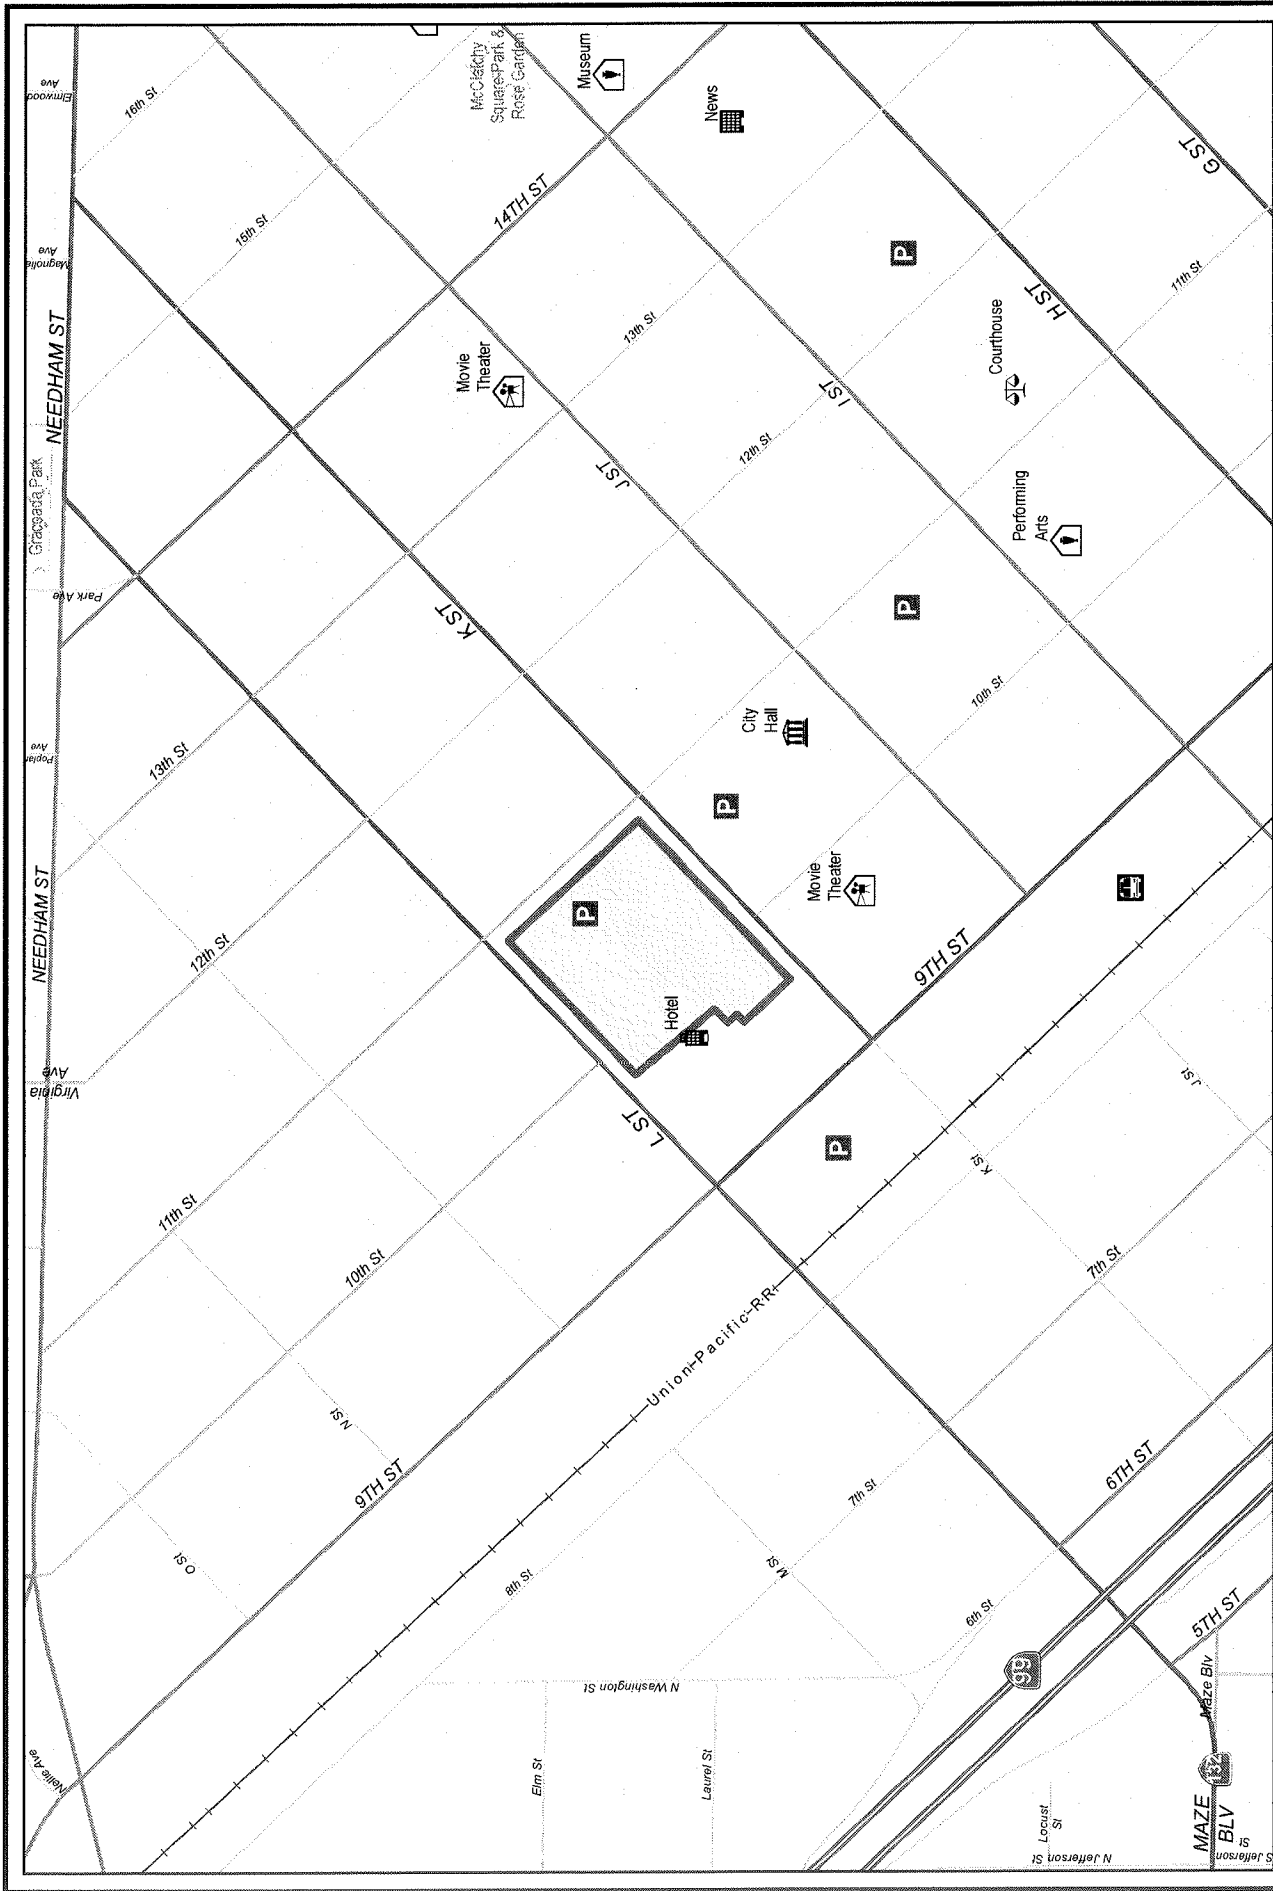 Elmwood
Ave
16th St
McClatchy
Square Park &
Rose Garden
Museum
News
G ST
Magnolia
Ave
15th St
14TH ST
P
11th St
NEEDHAM ST
Movie
Theater
13th St
H ST
Courthouse
Graceada Park
J ST
12th St
I ST
Performing
Arts
Park Ave
K ST
P
10th St
Poplar
Ave
13th St
City
Hall
P
NEEDHAM ST
12th St
P
Movie
Theater
9TH ST
Hotel
Virginia
Ave
L ST
P
K St
J St
11th St
10th St
Union Pacific RR
7th St
N St
9TH ST
O St
8th St
M St
7th St
6TH ST
6th St
5TH ST
99
Nellie Ave
N Washington St
Elm St
Laurel St
Maze Blv
132
MAZE
BLV
Locust
St
N Jefferson St
S Jefferson
St